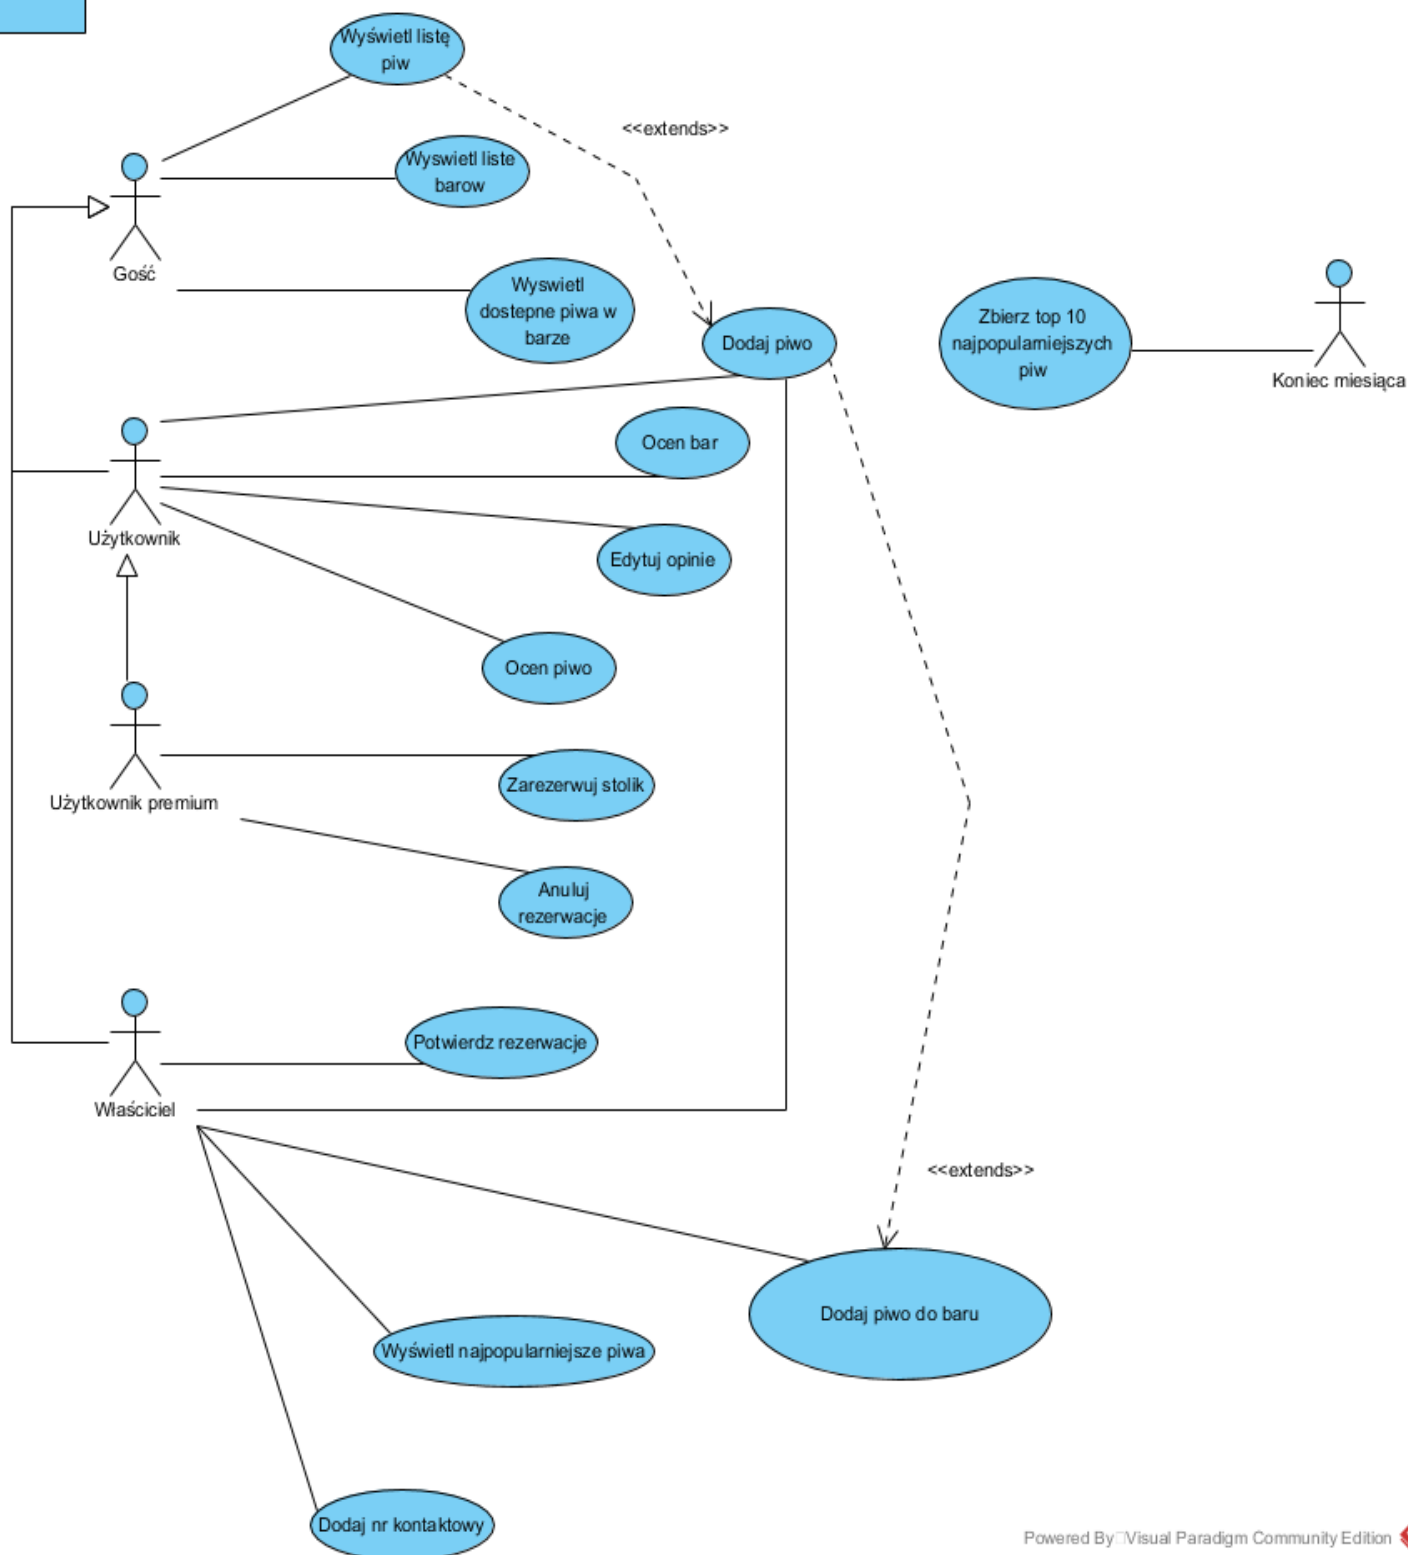 Wyświetl listę
piw
<<extends>>
Wyswietl liste
barow
Gość
Wyswietl
dostepne piwa w
barze
Dodaj piwo
Zbierz top 10
najpopularniejszych
piw
Koniec miesiąca
Ocen bar
Użytkownik
Edytuj opinie
Ocen piwo
Zarezerwuj stolik
Użytkownik premium
Anuluj
rezerwacje
Potwierdz rezerwacje
Właściciel
<<extends>>
Dodaj piwo do baru
Wyświetl najpopularniejsze piwa
Dodaj nr kontaktowy
Powered By Visual Paradigm Community Edition